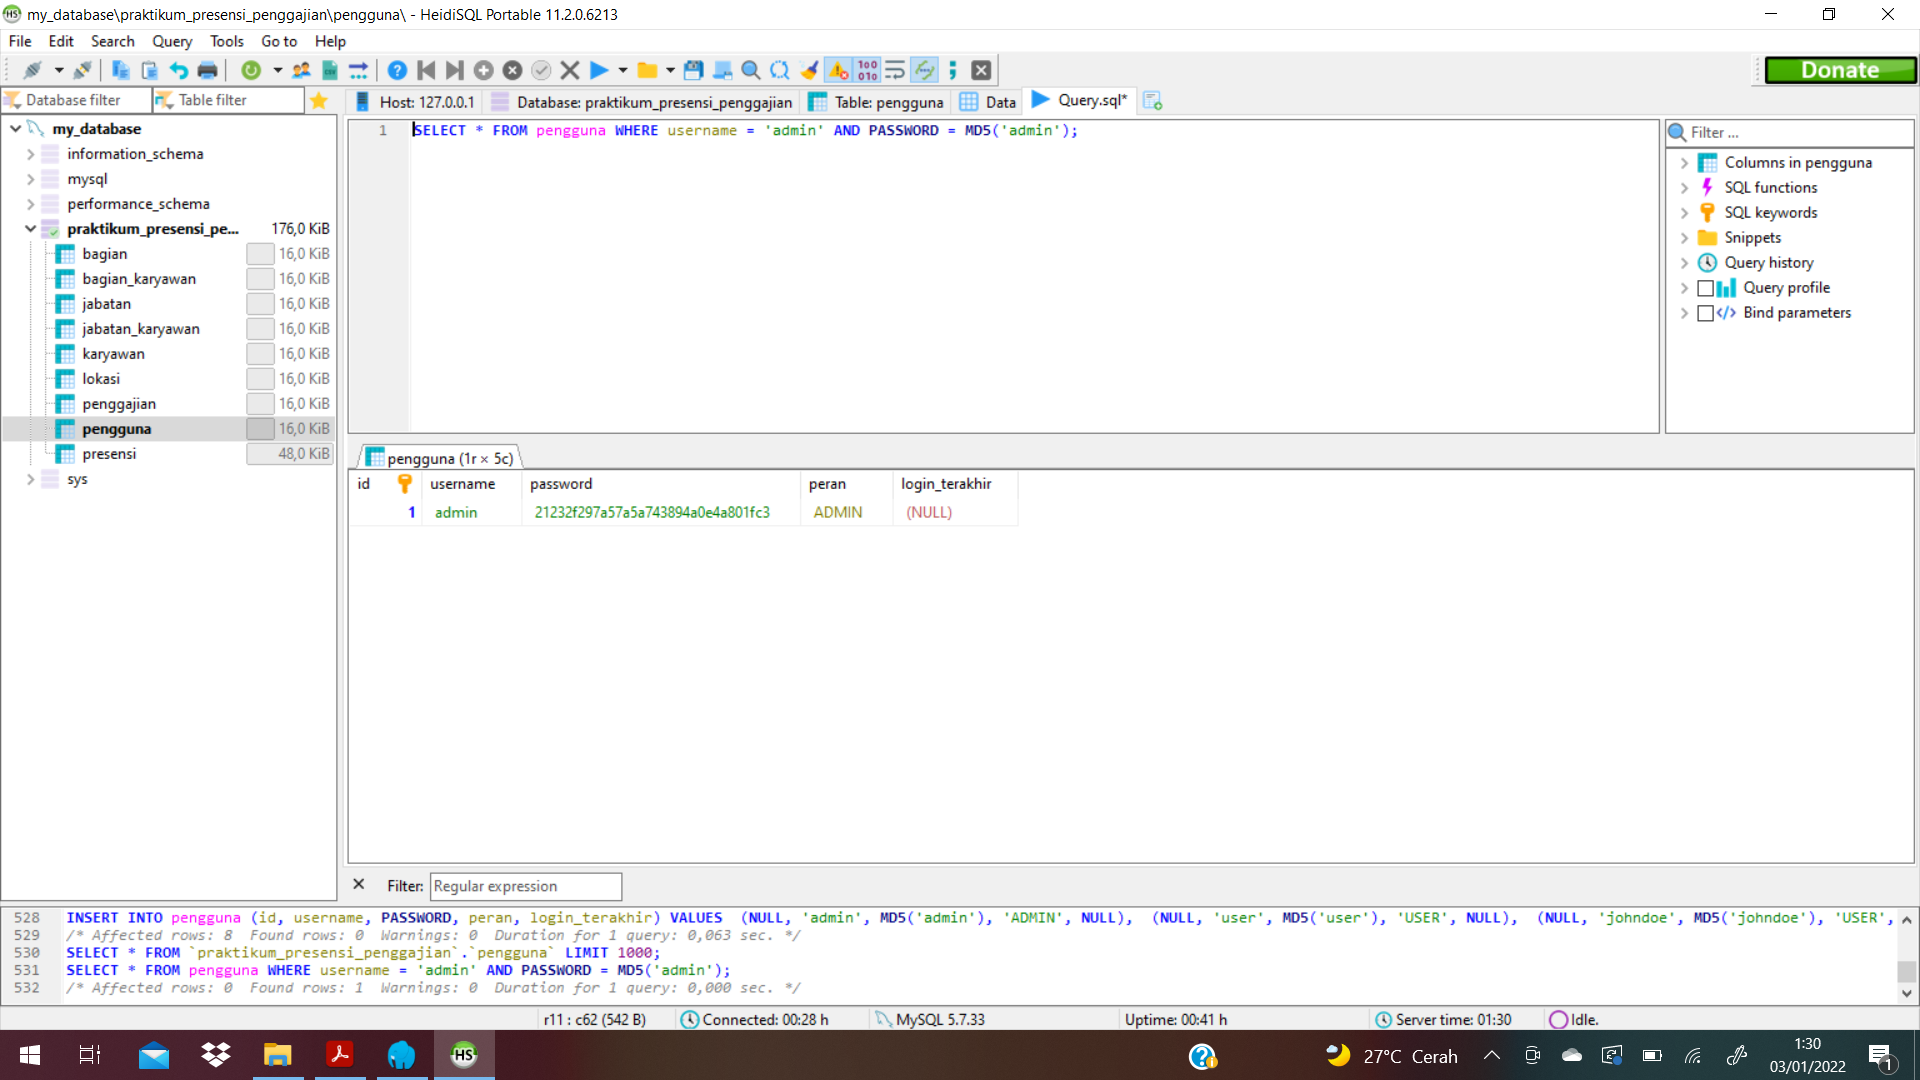 my_database\praktikum_presensi_penggajian\pengguna\ - HeidiSQL Portable 11.2.0.6213
File Edit Search Query Tools Go to Help
Donate
Database filter Table filter
Host: 127.0.0.1 Database: praktikum_presensi_penggajian Table: pengguna Data Query.sql*
my_database
information_schema
mysql
performance_schema
praktikum_presensi_pe... 176,0 KiB
bagian 16,0 KiB
bagian_karyawan 16,0 KiB
jabatan 16,0 KiB
jabatan_karyawan 16,0 KiB
karyawan 16,0 KiB
lokasi 16,0 KiB
penggajian 16,0 KiB
pengguna 16,0 KiB
presensi 48,0 KiB
sys
1 SELECT * FROM pengguna WHERE username = 'admin' AND PASSWORD = MD5('admin');
Filter ...
Columns in pengguna
SQL functions
SQL keywords
Snippets
Query history
Query profile
Bind parameters
pengguna (1r × 5c)
id username password peran login_terakhir
1 admin 21232f297a57a5a743894a0e4a801fc3 ADMIN (NULL)
Filter: Regular expression
528 INSERT INTO pengguna (id, username, PASSWORD, peran, login_terakhir) VALUES (NULL, 'admin', MD5('admin'), 'ADMIN', NULL), (NULL, 'user', MD5('user'), 'USER', NULL), (NULL, 'johndoe', MD5('johndoe'), 'USER',
529 /* Affected rows: 8 Found rows: 0 Warnings: 0 Duration for 1 query: 0,063 sec. */
530 SELECT * FROM `praktikum_presensi_penggajian`.`pengguna` LIMIT 1000;
531 SELECT * FROM pengguna WHERE username = 'admin' AND PASSWORD = MD5('admin');
532 /* Affected rows: 0 Found rows: 1 Warnings: 0 Duration for 1 query: 0,000 sec. */
r11 : c62 (542 B) Connected: 00:28 h MySQL 5.7.33 Uptime: 00:41 h Server time: 01:30 Idle.
HS
27°C Cerah
1:30
03/01/2022
1